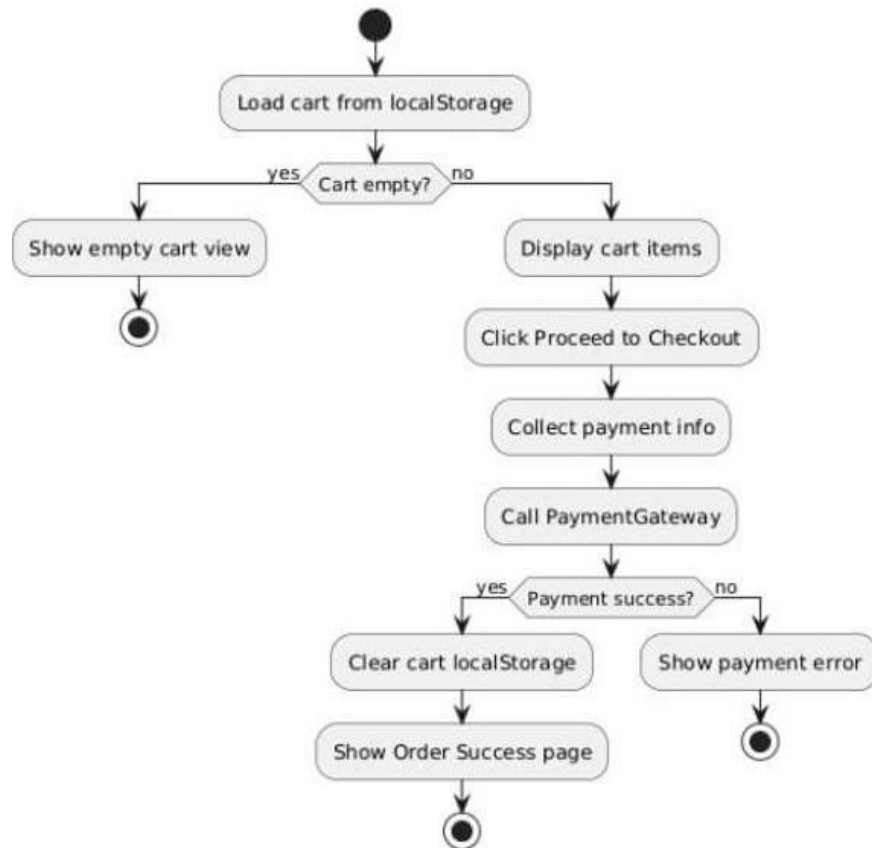 Load cart from localStorage
yes
Cart empty?
no
Show empty cart view
Display cart items
Click Proceed to Checkout
Collect payment info
Call PaymentGateway
yes
Payment success?
no
Clear cart localStorage
Show payment error
Show Order Success page